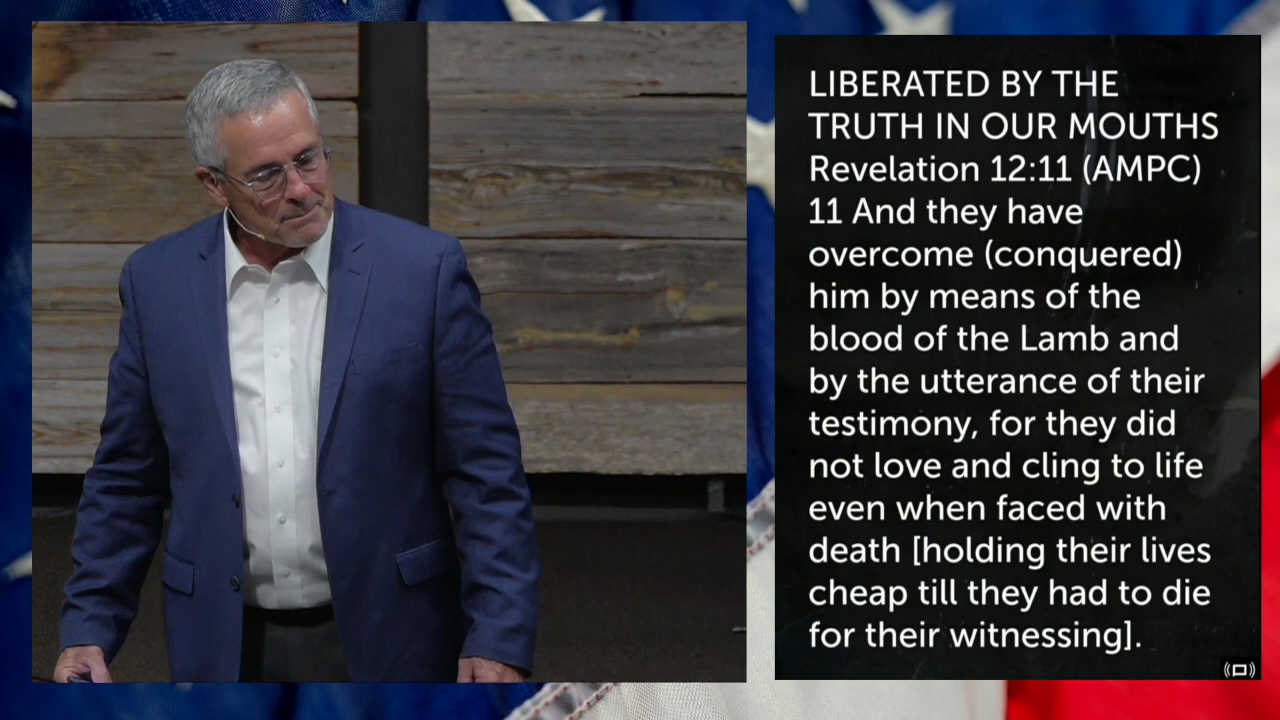 LIBERATED BY THE
TRUTH IN OUR MOUTHS
Revelation 12:11 (AMPC)
11 And they have
overcome (conquered)
him by means of the
blood of the Lamb and
by the utterance of their
testimony, for they did
not love and cling to life
even when faced with
death [holding their lives
cheap till they had to die
for their witnessing].